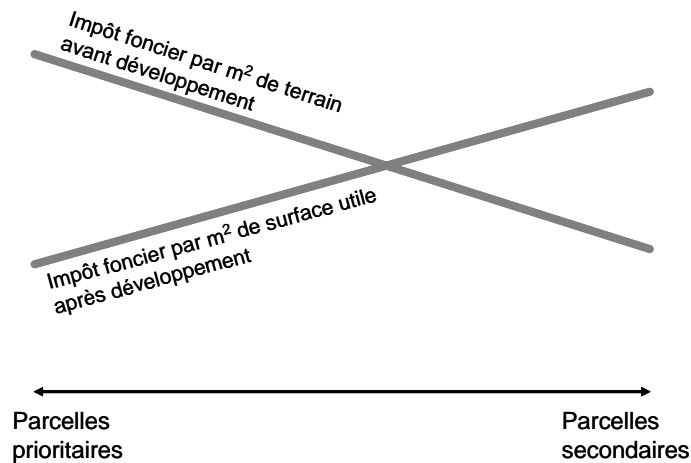 Impôt foncier par m² de terrain
avant développement
Impôt foncier par m² de surface utile
après développement
Parcelles
prioritaires
Parcelles
secondaires